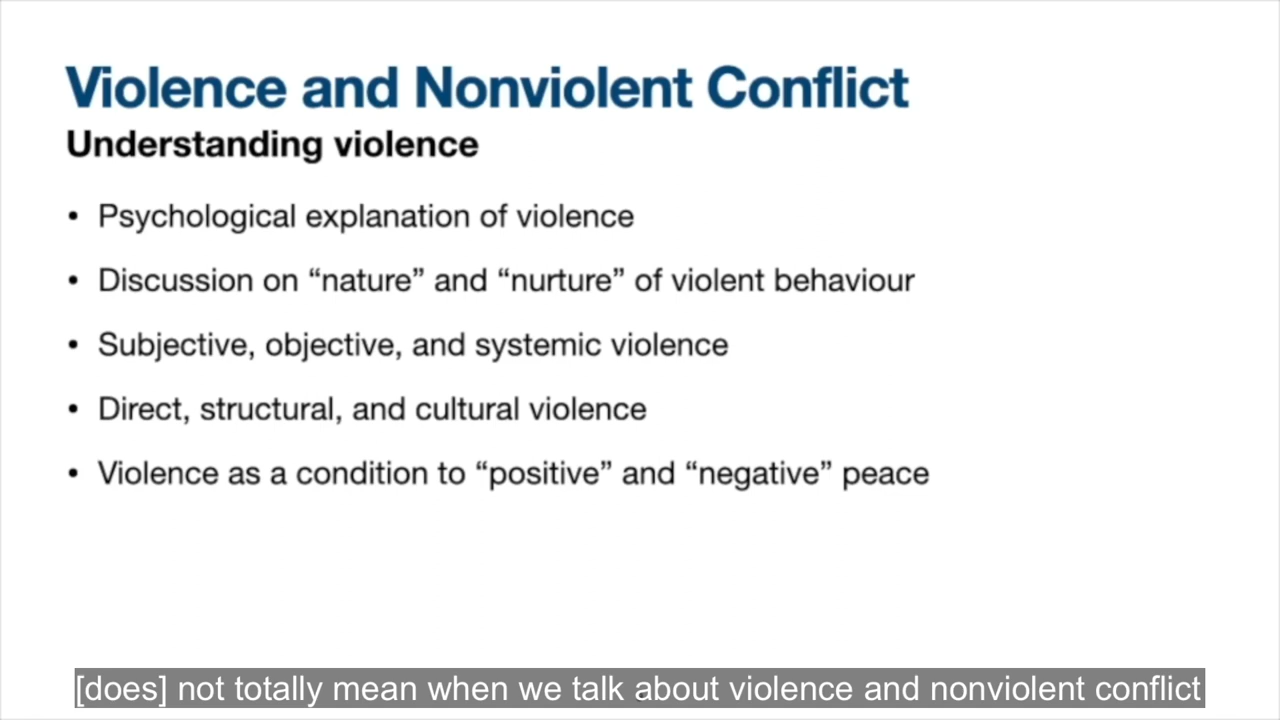 Violence and Nonviolent Conflict
Understanding violence
• Psychological explanation of violence
• Discussion on “nature” and “nurture” of violent behaviour
• Subjective, objective, and systemic violence
• Direct, structural, and cultural violence
• Violence as a condition to “positive” and “negative” peace
[does] not totally mean when we talk about violence and nonviolent conflict